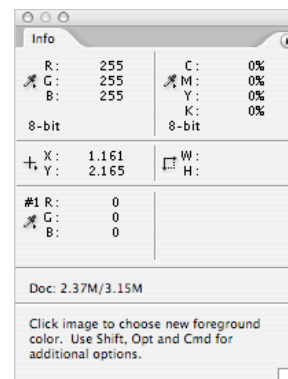 Info
R: 255 C: 0%
G: 255 M: 0%
B: 255 Y: 0%
K: 0%
8-bit 8-bit
X: 1.161 W:
Y: 2.165 H:
#1 R: 0
G: 0
B: 0
Doc: 2.37M/3.15M
Click image to choose new foreground
color. Use Shift, Opt and Cmd for
additional options.